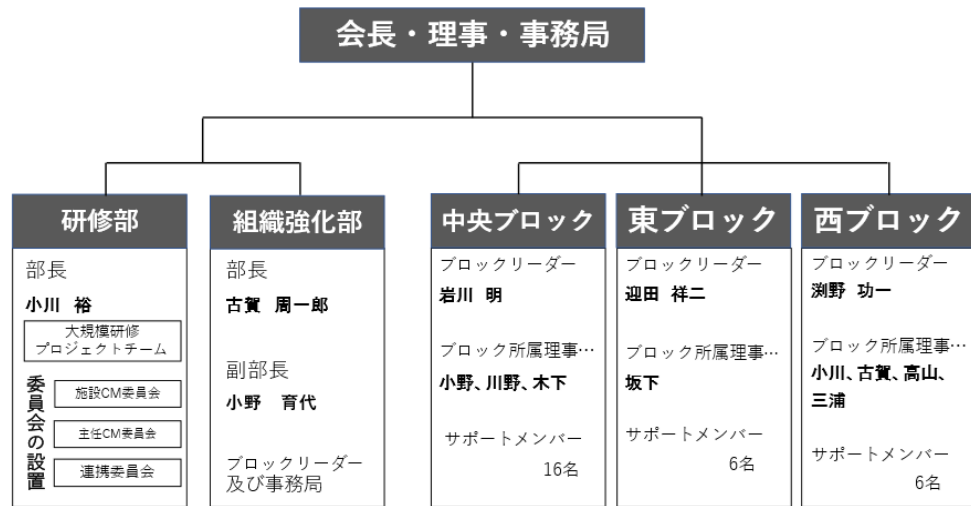 会長・理事・事務局
研修部
部長
小川 裕
大規模研修
プロジェクトチーム
委員会の設置
施設CM委員会
主任CM委員会
連携委員会
組織強化部
部長
古賀 周一郎
副部長
小野 育代
ブロックリーダー
及び事務局
中央ブロック
ブロックリーダー
岩川 明
ブロック所属理事…
小野、川野、木下
サポートメンバー
16名
東ブロック
ブロックリーダー
迎田 祥二
ブロック所属理事…
坂下
サポートメンバー
6名
西ブロック
ブロックリーダー
渕野 功一
ブロック所属理事…
小川、古賀、高山、
三浦
サポートメンバー
6名